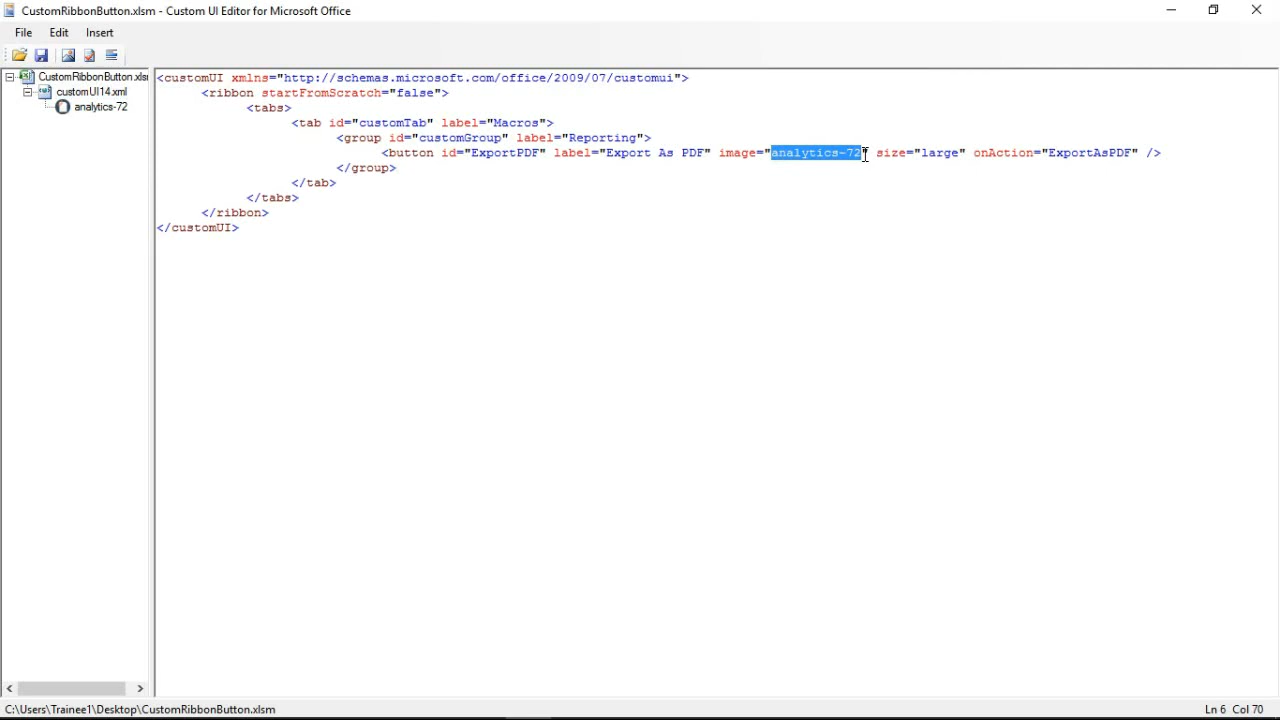 CustomRibbonButton.xlsm - Custom UI Editor for Microsoft Office
File Edit Insert
CustomRibbonButton.xls
customUI14.xml
analytics-72
<customUI xmlns="http://schemas.microsoft.com/office/2009/07/customui">
<ribbon startFromScratch="false">
<tabs>
<tab id="customTab" label="Macros">
<group id="customGroup" label="Reporting">
<button id="ExportPDF" label="Export As PDF" image="analytics-72" size="large" onAction="ExportAsPDF" />
</group>
</tab>
</tabs>
</ribbon>
</customUI>
C:\Users\Trainee1\Desktop\CustomRibbonButton.xlsm
Ln 6 Col 70